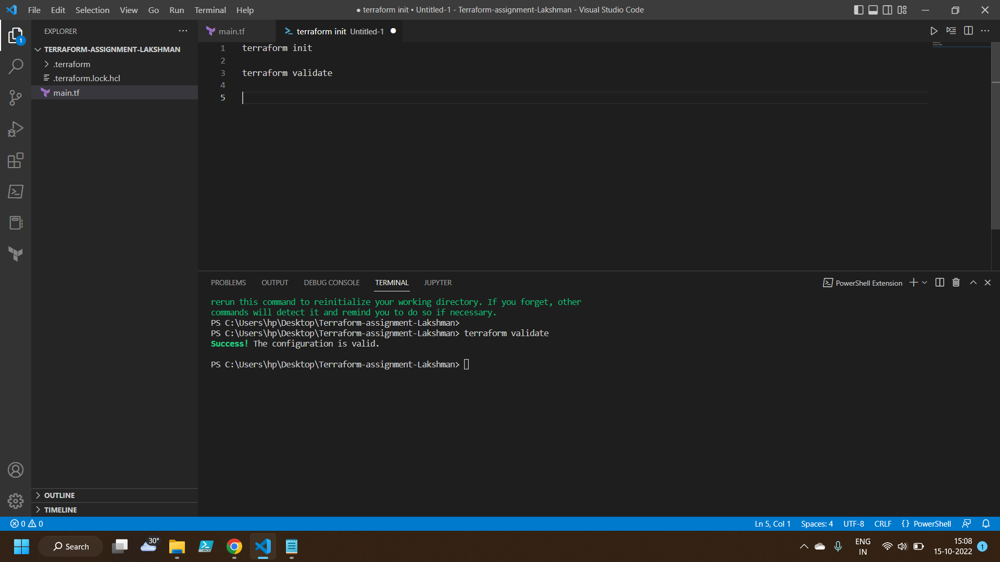 File Edit Selection View Go Run Terminal Help
● terraform init • Untitled-1 - Terraform-assignment-Lakshman - Visual Studio Code
EXPLORER
1
TERRAFORM-ASSIGNMENT-LAKSHMAN
.terraform
.terraform.lock.hcl
main.tf
OUTLINE
TIMELINE
main.tf
terraform init Untitled-1
1 terraform init
2
3 terraform validate
4
5
PROBLEMS OUTPUT DEBUG CONSOLE TERMINAL JUPYTER
PowerShell Extension
rerun this command to reinitialize your working directory. If you forget, other
commands will detect it and remind you to do so if necessary.
PS C:\Users\hp\Desktop\Terraform-assignment-Lakshman>
PS C:\Users\hp\Desktop\Terraform-assignment-Lakshman> terraform validate
Success! The configuration is valid.
PS C:\Users\hp\Desktop\Terraform-assignment-Lakshman>
0 0
Ln 5, Col 1 Spaces: 4 UTF-8 CRLF {} PowerShell
Search
30°
ENG
IN
15:08
15-10-2022
1